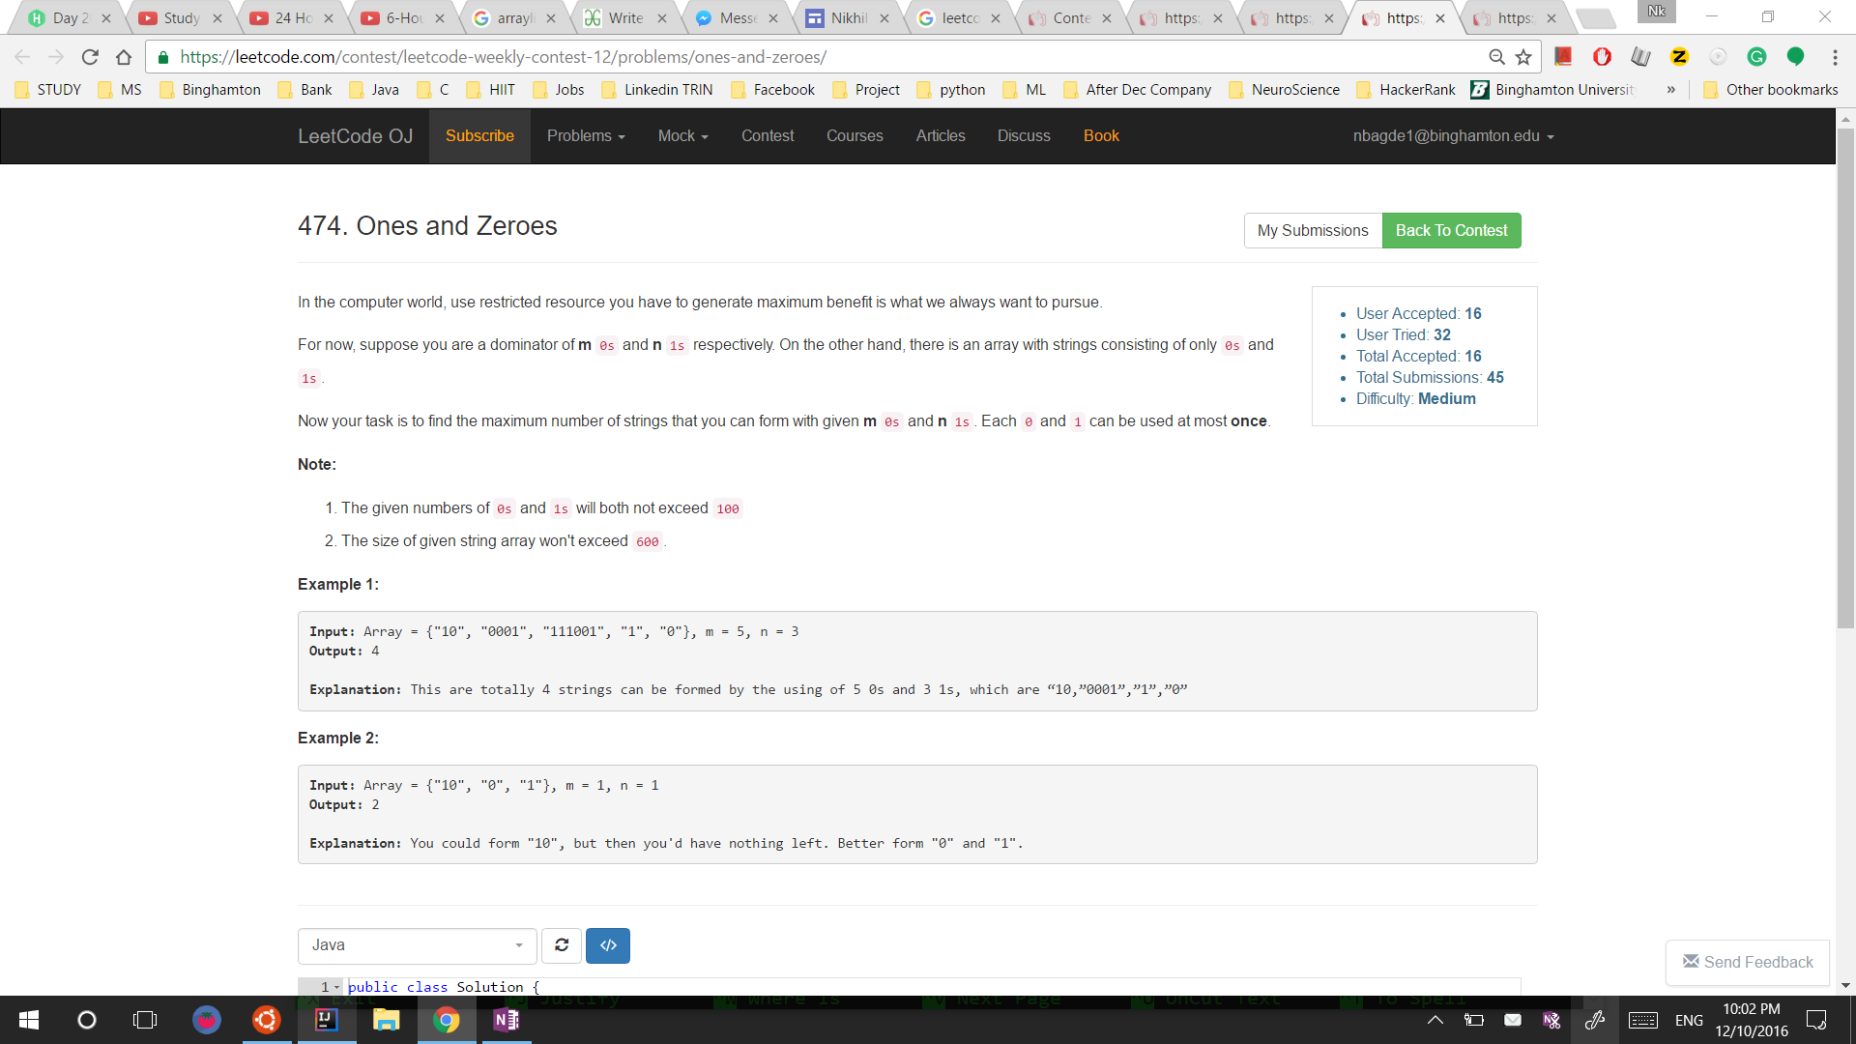 Day 2
Study
24 Ho
6-Hou
arrayli
Write
Messe
Nikhil
leetco
Conte
https:
https:
https:
https:
Nk
https://leetcode.com/contest/leetcode-weekly-contest-12/problems/ones-and-zeroes/
STUDY MS Binghamton Bank Java C HIIT Jobs Linkedin TRIN Facebook Project python ML After Dec Company NeuroScience HackerRank Binghamton Universit » Other bookmarks
LeetCode OJ Subscribe Problems Mock Contest Courses Articles Discuss Book nbagde1@binghamton.edu
474. Ones and Zeroes
My Submissions Back To Contest
In the computer world, use restricted resource you have to generate maximum benefit is what we always want to pursue.
For now, suppose you are a dominator of m 0s and n 1s respectively. On the other hand, there is an array with strings consisting of only 0s and
1s.
Now your task is to find the maximum number of strings that you can form with given m 0s and n 1s. Each 0 and 1 can be used at most once.
User Accepted: 16
User Tried: 32
Total Accepted: 16
Total Submissions: 45
Difficulty: Medium
Note:
1. The given numbers of 0s and 1s will both not exceed 100
2. The size of given string array won't exceed 600.
Example 1:
Input: Array = {"10", "0001", "111001", "1", "0"}, m = 5, n = 3
Output: 4
Explanation: This are totally 4 strings can be formed by the using of 5 0s and 3 1s, which are “10,”0001”,”1”,”0”
Example 2:
Input: Array = {"10", "0", "1"}, m = 1, n = 1
Output: 2
Explanation: You could form "10", but then you'd have nothing left. Better form "0" and "1".
Java
</>
1 public class Solution {
Send Feedback
Exit Justify Where Is Next Page UnCut Text To Spell
ENG
10:02 PM
12/10/2016